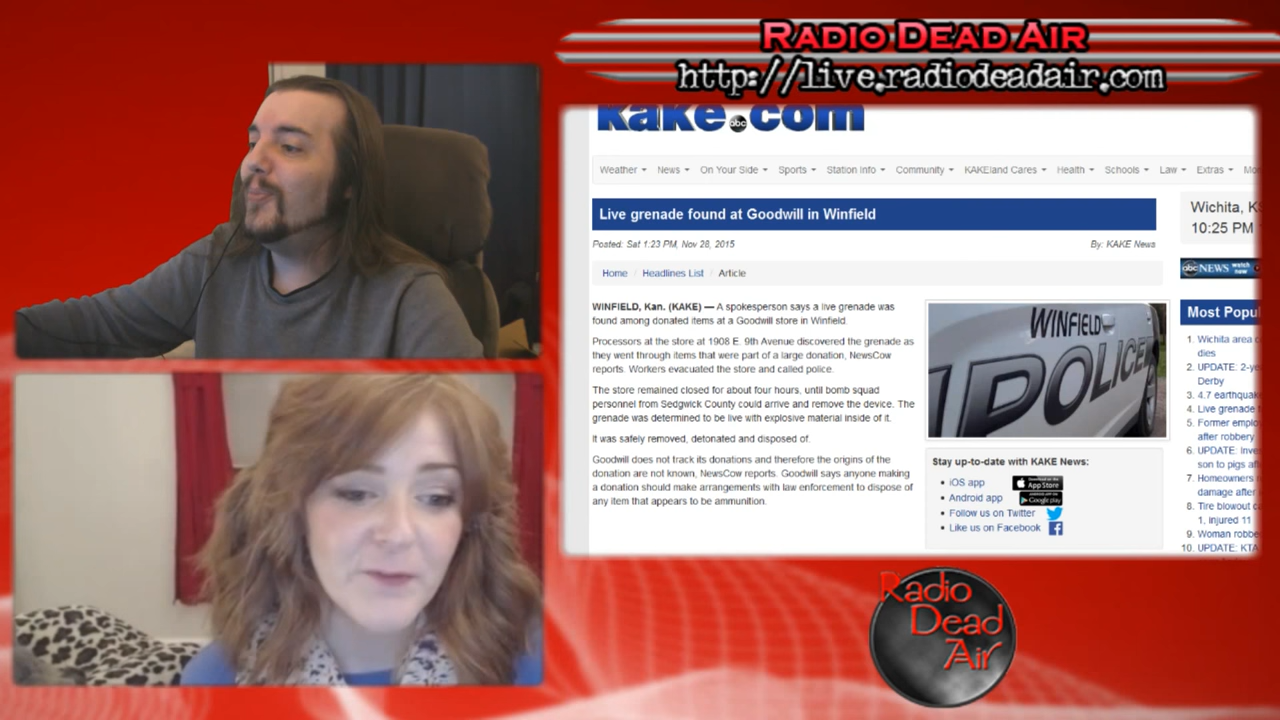 Radio Dead Air
http://live.radiodeadair.com
kake.com
abc
Weather News On Your Side Sports Station Info Community KAKEland Cares Health Schools Law Extras Mo
Live grenade found at Goodwill in Winfield
Posted: Sat 1:23 PM, Nov 28, 2015 By: KAKE News
Home / Headlines List / Article
WINFIELD, Kan. (KAKE) — A spokesperson says a live grenade was
found among donated items at a Goodwill store in Winfield.
Processors at the store at 1908 E. 9th Avenue discovered the grenade as
they went through items that were part of a large donation, NewsCow
reports. Workers evacuated the store and called police.
The store remained closed for about four hours, until bomb squad
personnel from Sedgwick County could arrive and remove the device. The
grenade was determined to be live with explosive material inside of it.
It was safely removed, detonated and disposed of.
Goodwill does not track its donations and therefore the origins of the
donation are not known, NewsCow reports. Goodwill says anyone making
a donation should make arrangements with law enforcement to dispose of
any item that appears to be ammunition.
WINFIELD
POLICE
Stay up-to-date with KAKE News:
iOS app
App Store
Android app
Google play
Follow us on Twitter
Like us on Facebook
Wichita, KS
10:25 PM
abc NEWS watch now
Most Popu
1. Wichita area
dies
2. UPDATE: 2-ye
Derby
3. 4.7 earthquak
4. Live grenade
5. Former emplo
after robbery
6. UPDATE: Inve
son to pigs aft
7. Homeowners
damage after
8. Tire blowout
1, injured 11
9. Woman robbe
10. UPDATE: KTA
Radio
Dead
Air